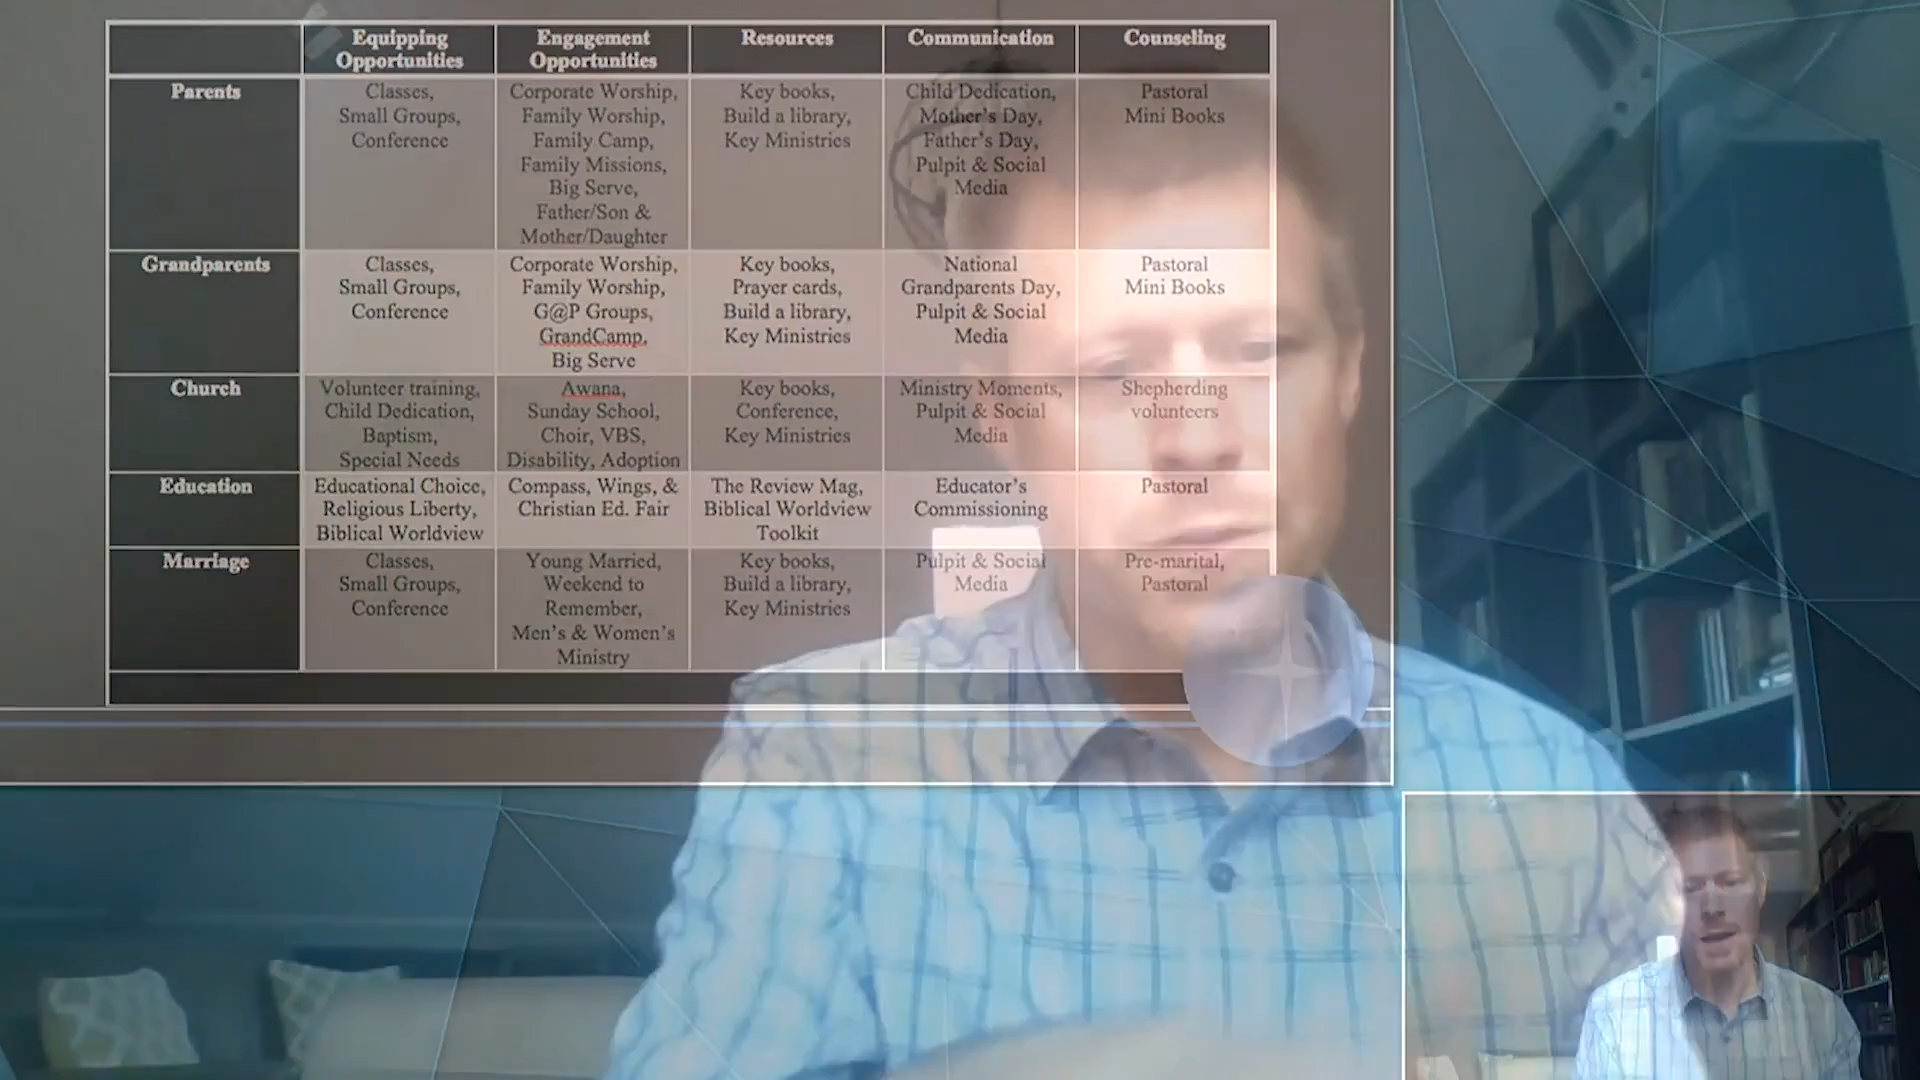 Equipping
Opportunities
Engagement
Opportunities
Resources
Communication
Counseling
Parents
Classes,
Small Groups,
Conference
Corporate Worship,
Family Worship,
Family Camp,
Family Missions,
Big Serve,
Father/Son &
Mother/Daughter
Key books,
Build a library,
Key Ministries
Child Dedication,
Mother's Day,
Father's Day,
Pulpit & Social
Media
Pastoral
Mini Books
Grandparents
Classes,
Small Groups,
Conference
Corporate Worship,
Family Worship,
G@P Groups,
GrandCamp,
Big Serve
Key books,
Prayer cards,
Build a library,
Key Ministries
National
Grandparents Day,
Pulpit & Social
Media
Pastoral
Mini Books
Church
Volunteer training,
Child Dedication,
Baptism,
Special Needs
Awana,
Sunday School,
Choir, VBS,
Disability, Adoption
Key books,
Conference,
Key Ministries
Ministry Moments,
Pulpit & Social
Media
Shepherding
volunteers
Education
Educational Choice,
Religious Liberty,
Biblical Worldview
Compass, Wings, &
Christian Ed. Fair
The Review Mag,
Biblical Worldview
Toolkit
Educator's
Commissioning
Pastoral
Marriage
Classes,
Small Groups,
Conference
Young Married,
Weekend to
Remember,
Men's & Women's
Ministry
Key books,
Build a library,
Key Ministries
Pulpit & Social
Media
Pre-marital,
Pastoral